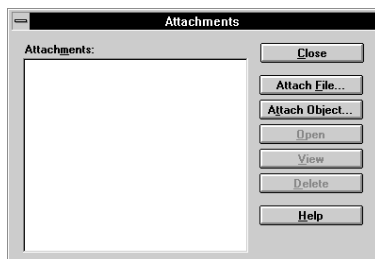 Attachments
Attachments:
Close
Attach File...
Attach Object...
Open
View
Delete
Help